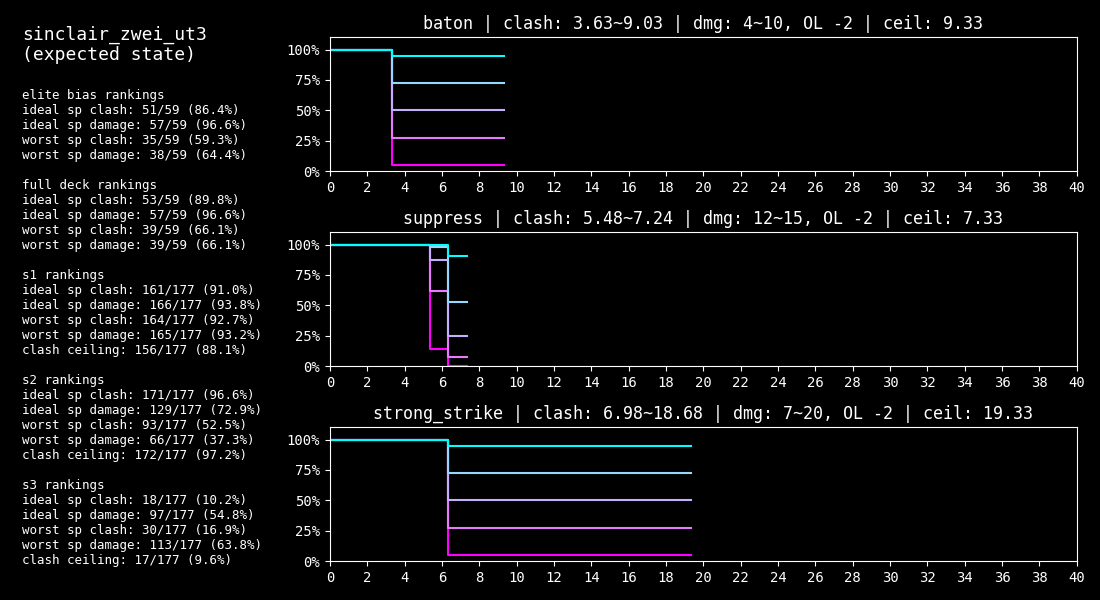 sinclair_zwei_ut3
(expected state)
elite bias rankings
ideal sp clash: 51/59 (86.4%)
ideal sp damage: 57/59 (96.6%)
worst sp clash: 35/59 (59.3%)
worst sp damage: 38/59 (64.4%)
full deck rankings
ideal sp clash: 53/59 (89.8%)
ideal sp damage: 57/59 (96.6%)
worst sp clash: 39/59 (66.1%)
worst sp damage: 39/59 (66.1%)
s1 rankings
ideal sp clash: 161/177 (91.0%)
ideal sp damage: 166/177 (93.8%)
worst sp clash: 164/177 (92.7%)
worst sp damage: 165/177 (93.2%)
clash ceiling: 156/177 (88.1%)
s2 rankings
ideal sp clash: 171/177 (96.6%)
ideal sp damage: 129/177 (72.9%)
worst sp clash: 93/177 (52.5%)
worst sp damage: 66/177 (37.3%)
clash ceiling: 172/177 (97.2%)
s3 rankings
ideal sp clash: 18/177 (10.2%)
ideal sp damage: 97/177 (54.8%)
worst sp clash: 30/177 (16.9%)
worst sp damage: 113/177 (63.8%)
clash ceiling: 17/177 (9.6%)
baton | clash: 3.63~9.03 | dmg: 4~10, OL -2 | ceil: 9.33
100%
75%
50%
25%
0%
0 2 4 6 8 10 12 14 16 18 20 22 24 26 28 30 32 34 36 38 40
suppress | clash: 5.48~7.24 | dmg: 12~15, OL -2 | ceil: 7.33
100%
75%
50%
25%
0%
0 2 4 6 8 10 12 14 16 18 20 22 24 26 28 30 32 34 36 38 40
strong_strike | clash: 6.98~18.68 | dmg: 7~20, OL -2 | ceil: 19.33
100%
75%
50%
25%
0%
0 2 4 6 8 10 12 14 16 18 20 22 24 26 28 30 32 34 36 38 40